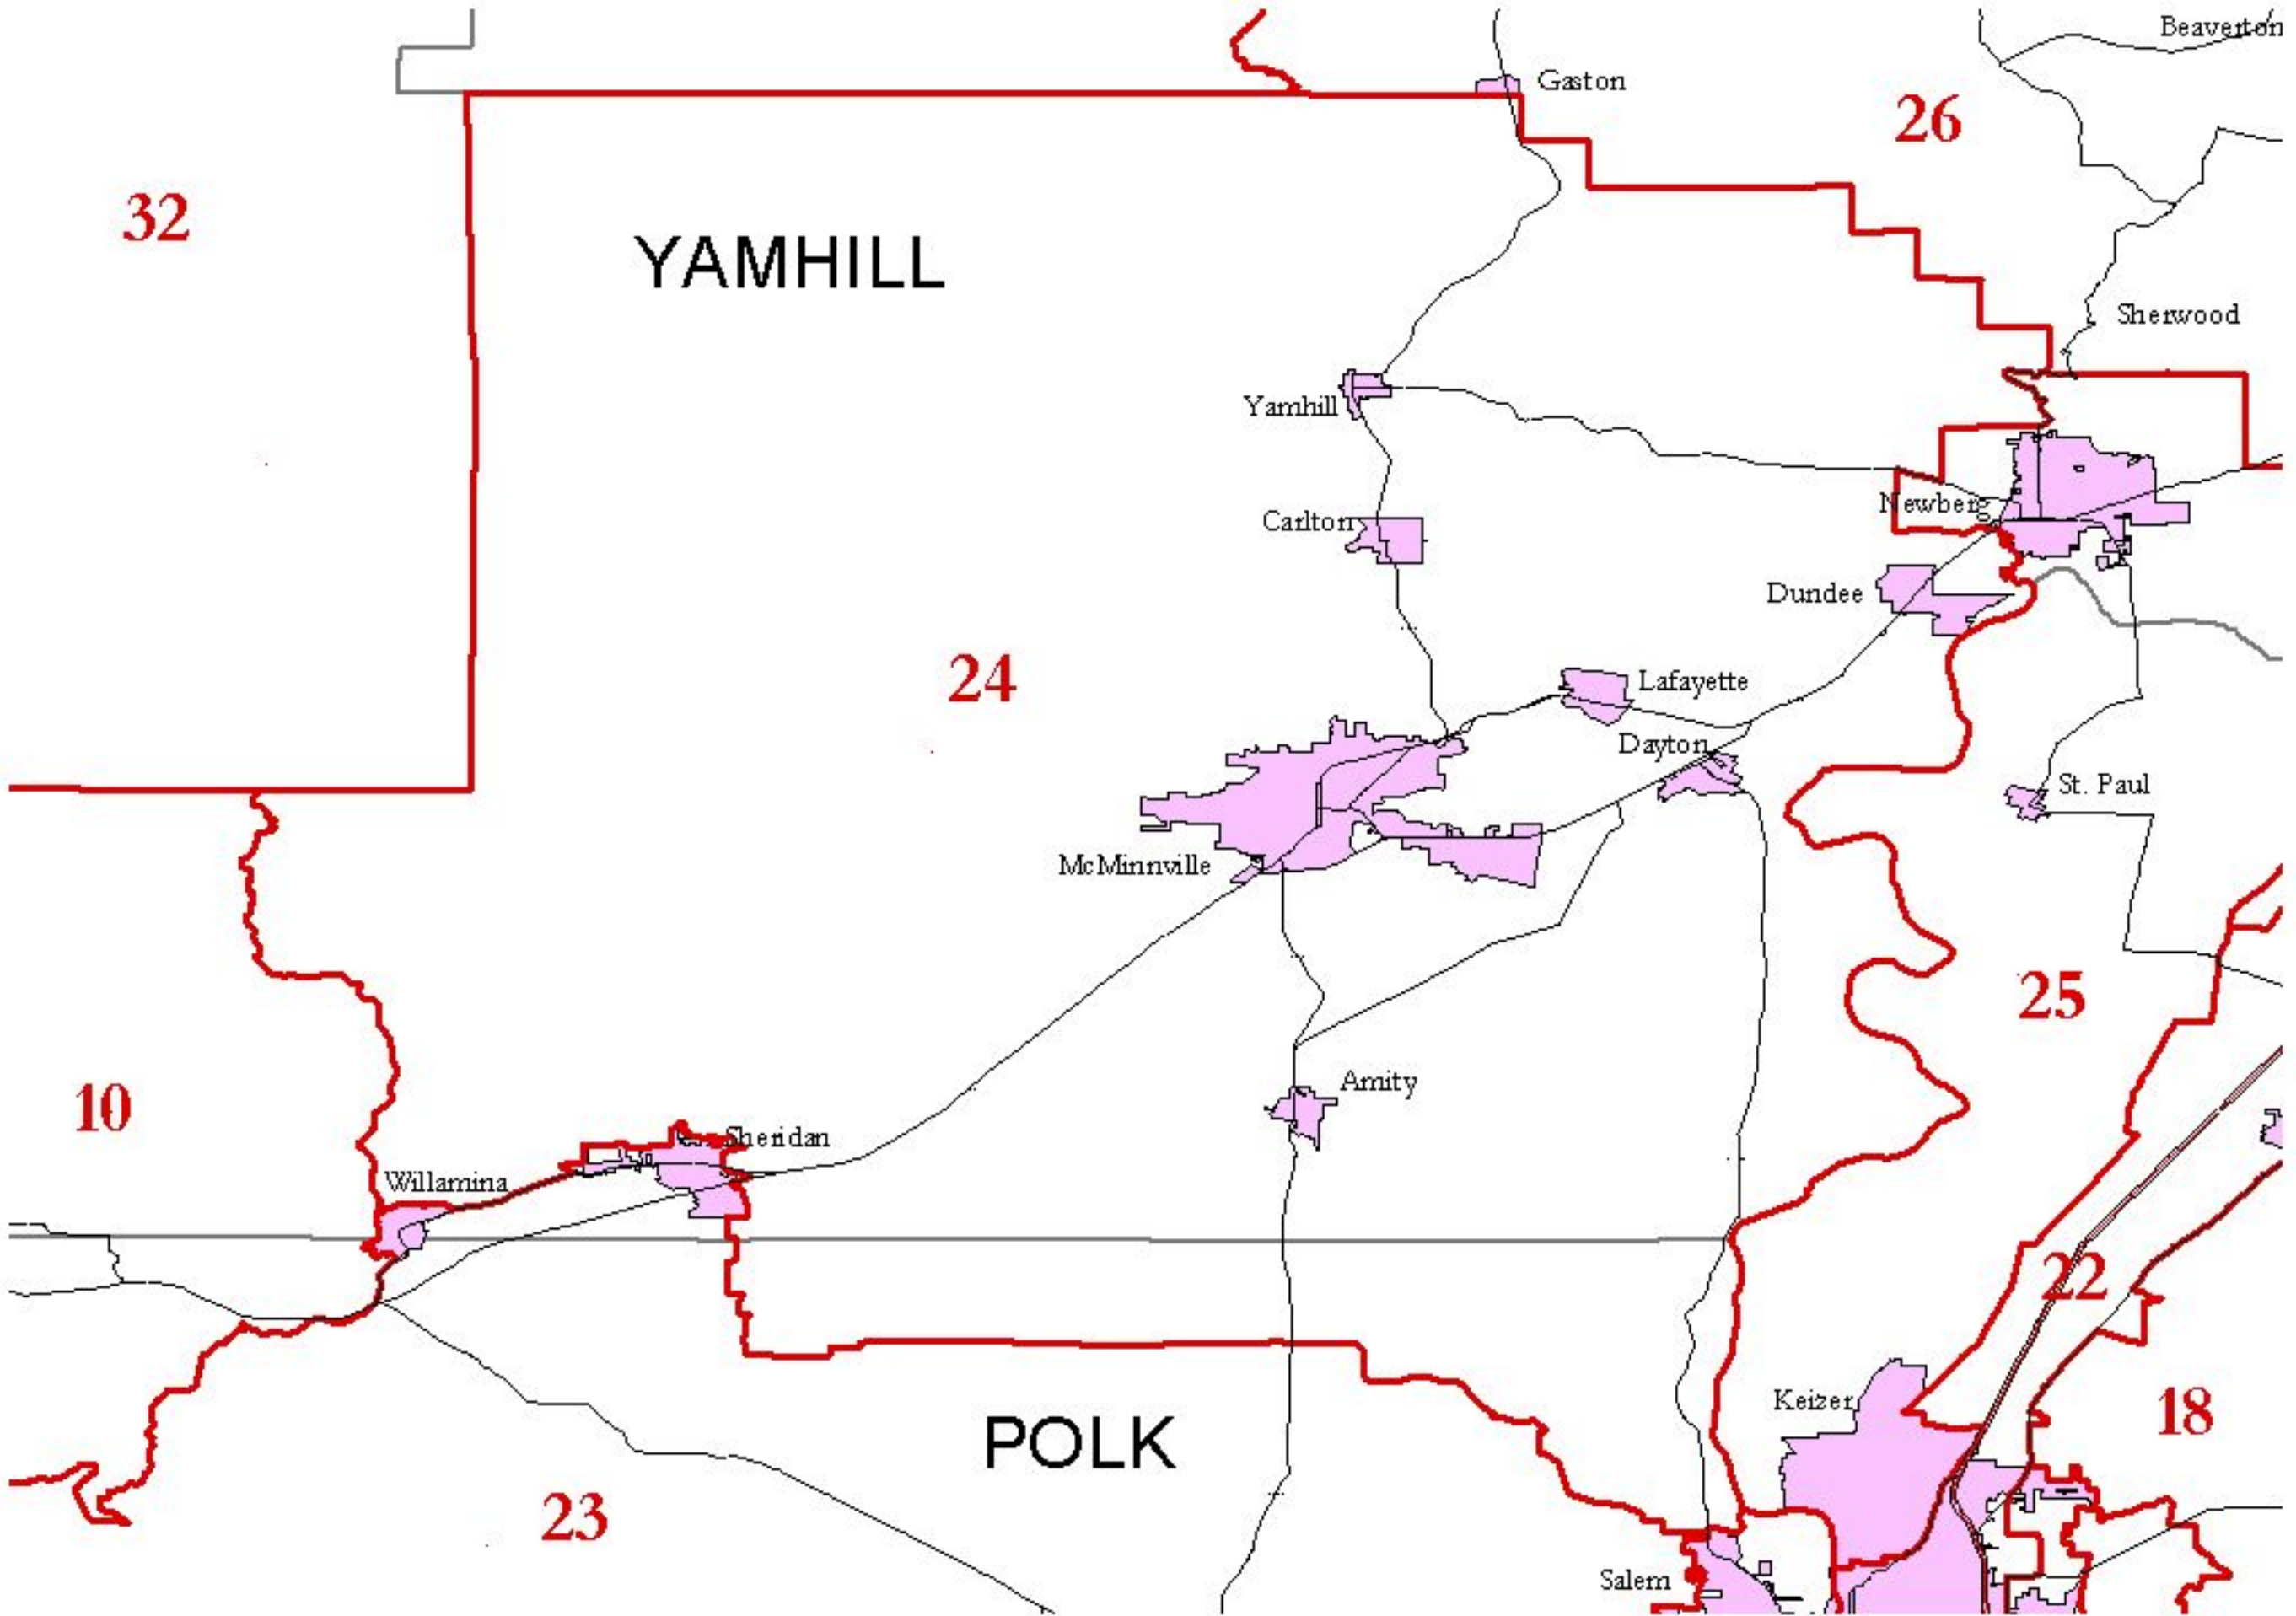 Beaverton
Gaston
26
32
YAMHILL
Sherwood
Yamhill
Carlton
Newberg
Dundee
24
Lafayette
Dayton
St. Paul
McMinnville
25
Amity
10
Sheridan
Willamina
22
Keizer
18
POLK
23
Salem